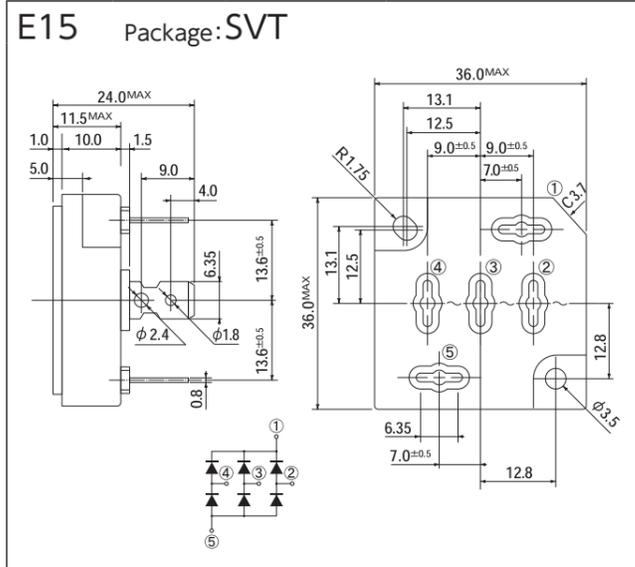 E15 Package:SVT
36.0MAX
24.0MAX
13.1
11.5MAX
12.5
1.0 10.0 1.5
9.0±0.5 9.0±0.5
5.0 9.0
R1.75
7.0±0.5
4.0
① C3.7
13.6±0.5
6.35
13.1
12.5
36.0MAX
④ ③ ②
φ2.4 φ1.8
13.6±0.5
12.8
⑤
0.8
φ3.5
6.35
7.0±0.5
12.8
①
④ ③ ②
⑤